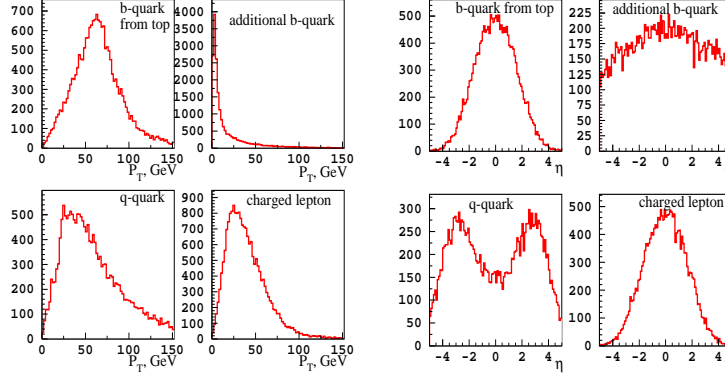 b-quark
from top
700
600
500
400
300
200
100
0
0 50 100 150
P_T, GeV
additional b-quark
4000
3500
3000
2500
2000
1500
1000
500
0
0 50 100 150
P_T, GeV
b-quark from top
500
400
300
200
100
0
-4 -2 0 2 4
η
additional b-quark
225
200
175
150
125
100
75
50
25
0
-4 -2 0 2 4
η
q-quark
500
400
300
200
100
0
0 50 100 150
P_T, GeV
charged lepton
900
800
700
600
500
400
300
200
100
0
0 50 100 150
P_T, GeV
q-quark
300
250
200
150
100
50
0
-4 -2 0 2 4
η
charged lepton
500
400
300
200
100
0
-4 -2 0 2 4
η